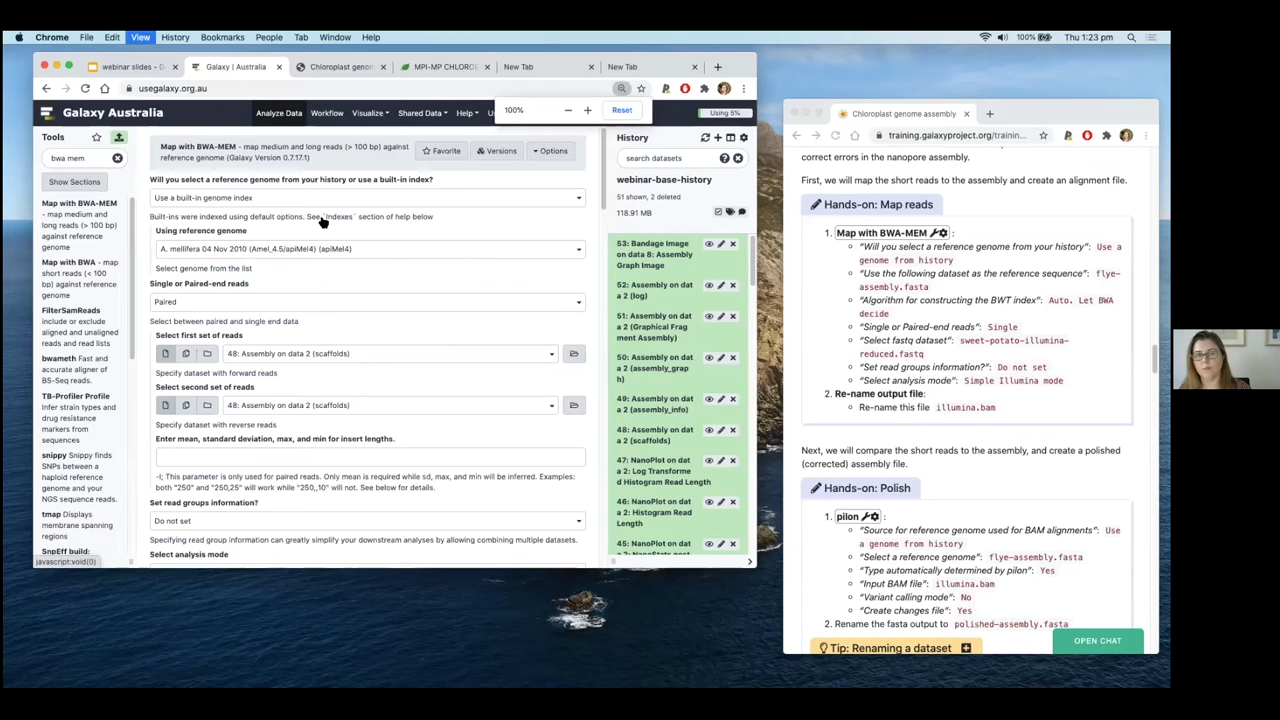 Chrome File Edit View History Bookmarks People Tab Window Help
100% Thu 1:23 pm
webinar slides - G
Galaxy | Australia
Chloroplast genom
MPI-MP CHLOROB
New Tab
New Tab
usegalaxy.org.au
100% Reset
Galaxy Australia
Analyze Data Workflow Visualize Shared Data Help
Using 5%
Tools
bwa mem
Show Sections
Map with BWA-MEM
- map medium and
long reads (> 100
bp) against
reference genome
Map with BWA - map
short reads (< 100
bp) against
reference genome
FilterSamReads
include or exclude
aligned and unaligned
reads and read lists
bwameth Fast and
accurate aligner of
BS-Seq reads.
TB-Profiler Profile
Infer strain types and
drug resistance
markers from
sequences
snippy Snippy finds
SNPs between a
haploid reference
genome and your
NGS sequence reads.
tmap Displays
membrane spanning
regions
SnpEff build:
javascript:void(0)
Map with BWA-MEM - map medium and long reads (> 100 bp) against
reference genome (Galaxy Version 0.7.17.1)
Favorite
Versions
Options
Will you select a reference genome from your history or use a built-in index?
Use a built-in genome index
Built-ins were indexed using default options. See `Indexes` section of help below
Using reference genome
A. mellifera 04 Nov 2010 (Amel_4.5/apiMel4) (apiMel4)
Select genome from the list
Single or Paired-end reads
Paired
Select between paired and single end data
Select first set of reads
48: Assembly on data 2 (scaffolds)
Specify dataset with forward reads
Select second set of reads
48: Assembly on data 2 (scaffolds)
Specify dataset with reverse reads
Enter mean, standard deviation, max, and min for insert lengths.
-I; This parameter is only used for paired reads. Only mean is required while sd, max, and min will be inferred. Examples:
both "250" and "250,25" will work while "250,,10" will not. See below for details.
Set read groups information?
Do not set
Specifying read group information can greatly simplify your downstream analyses by allowing combining multiple datasets.
Select analysis mode
History
search datasets
webinar-base-history
51 shown, 2 deleted
118.91 MB
53: Bandage Image
on data 8: Assembly
Graph Image
52: Assembly on dat
a 2 (log)
51: Assembly on dat
a 2 (Graphical Frag
ment Assembly)
50: Assembly on dat
a 2 (assembly_grap
h)
49: Assembly on dat
a 2 (assembly_info)
48: Assembly on dat
a 2 (scaffolds)
47: NanoPlot on dat
a 2: Log Transforme
d Histogram Read Length
46: NanoPlot on dat
a 2: Histogram Read
Length
45: NanoPlot on dat
Chloroplast genome assembly
training.galaxyproject.org/trainin...
correct errors in the nanopore assembly.
First, we will map the short reads to the assembly and create an alignment file.
Hands-on: Map reads
1. Map with BWA-MEM :
"Will you select a reference genome from your history": Use a
genome from history
"Use the following dataset as the reference sequence": flye-
assembly.fasta
"Algorithm for constructing the BWT index": Auto. Let BWA
decide
"Single or Paired-end reads": Single
"Select fastq dataset": sweet-potato-illumina-
reduced.fastq
"Set read groups information?": Do not set
"Select analysis mode": Simple Illumina mode
2. Re-name output file:
Re-name this file illumina.bam
Next, we will compare the short reads to the assembly, and create a polished
(corrected) assembly file.
Hands-on: Polish
1. pilon :
"Source for reference genome used for BAM alignments": Use
a genome from history
"Select a reference genome": flye-assembly.fasta
"Type automatically determined by pilon": Yes
"Input BAM file": illumina.bam
"Variant calling mode": No
"Create changes file": Yes
2. Rename the fasta output to polished-assembly.fasta
Tip: Renaming a dataset
OPEN CHAT